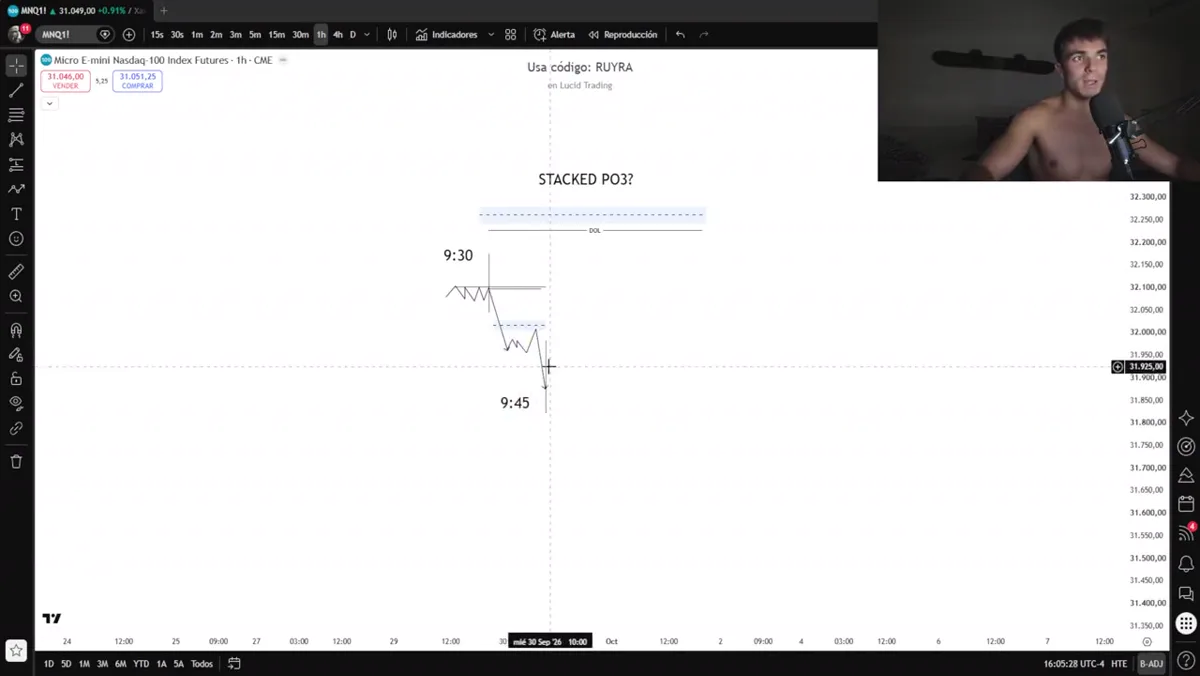 MNQ1! ▲ 31.049,00 +0.91% / Xa
11
MNQ1! 15s 30s 1m 2m 3m 5m 15m 30m 1h 4h D Indicadores Alerta Reproducción
Micro E-mini Nasdaq-100 Index Futures · 1h · CME
31.046,00 VENDER 5,25 31.051,25 COMPRAR
Usa código: RUYRA
en Lucid Trading
STACKED PO3?
DOL
9:30
9:45
32.300,00
32.250,00
32.200,00
32.150,00
32.100,00
32.050,00
32.000,00
31.950,00
31.925,00
31.900,00
31.850,00
31.800,00
31.750,00
31.700,00
31.650,00
31.600,00
31.550,00
31.500,00
31.450,00
31.400,00
31.350,00
4
24 12:00 25 09:00 27 03:00 12:00 29 12:00 30 mié 30 Sep '26 10:00 Oct 12:00 2 09:00 4 03:00 12:00 6 12:00 7 12:00
1D 5D 1M 3M 6M YTD 1A 5A Todos 16:05:28 UTC-4 HTE B-ADJ